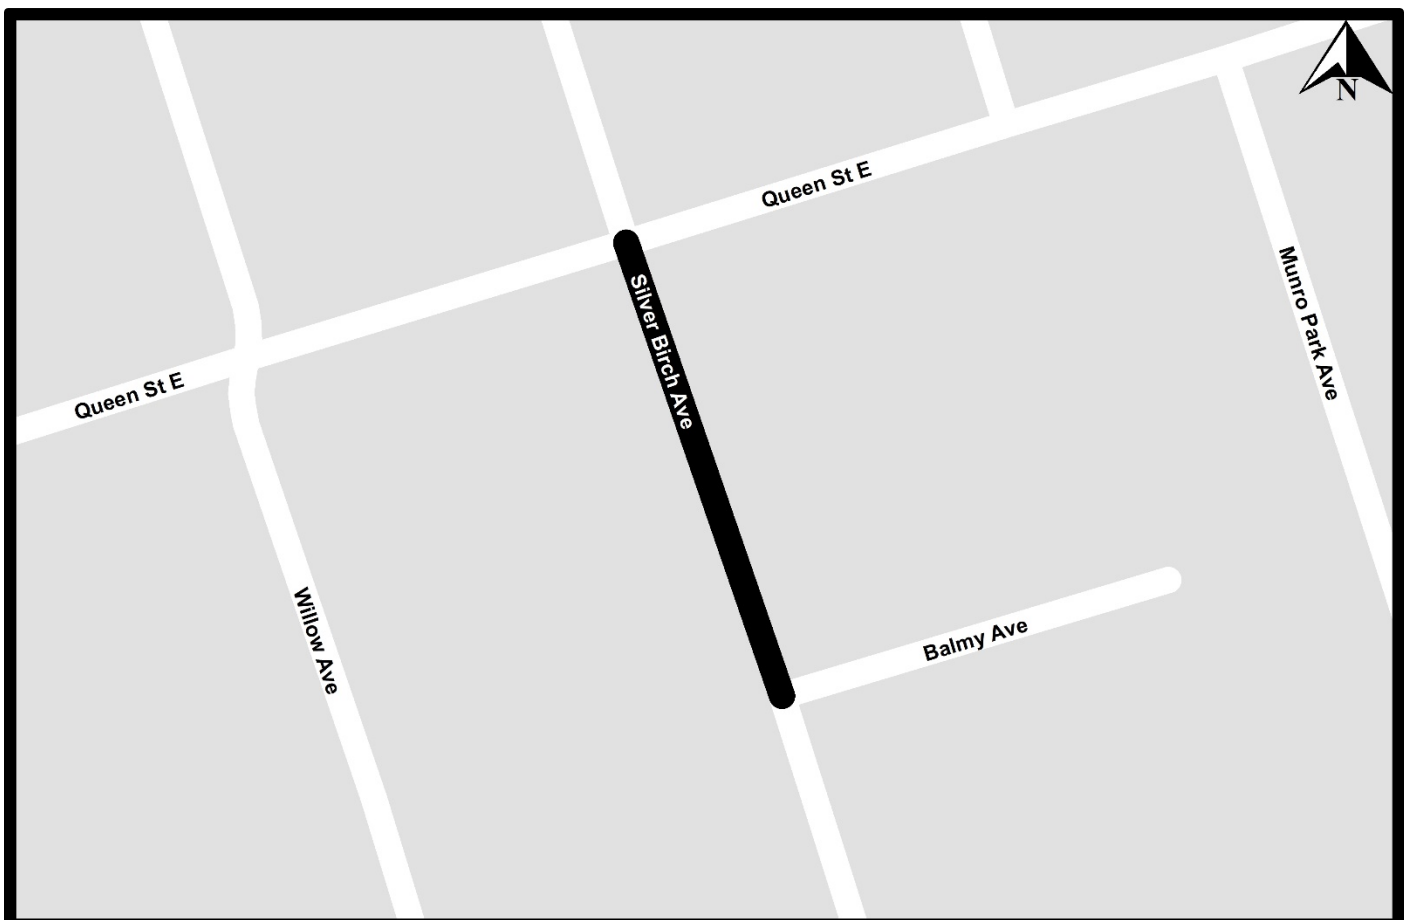 N
Queen St E
Queen St E
Silver Birch Ave
Munro Park Ave
Willow Ave
Balmy Ave